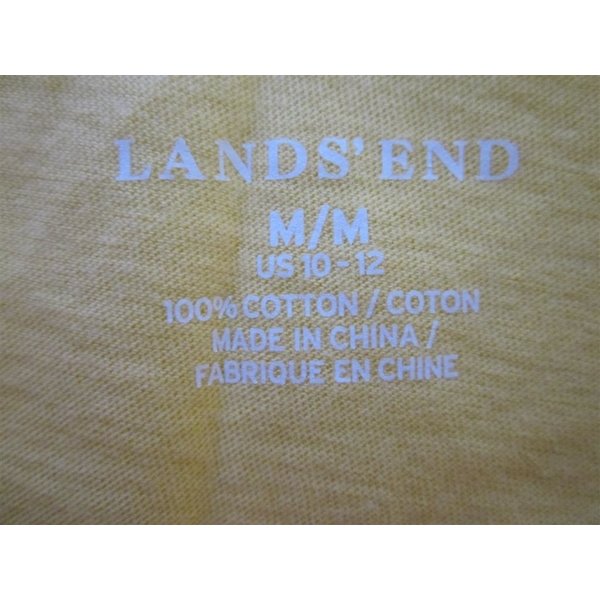 LANDS' END
M/M
US 10-12
100% COTTON / COTON
MADE IN CHINA /
FABRIQUE EN CHINE